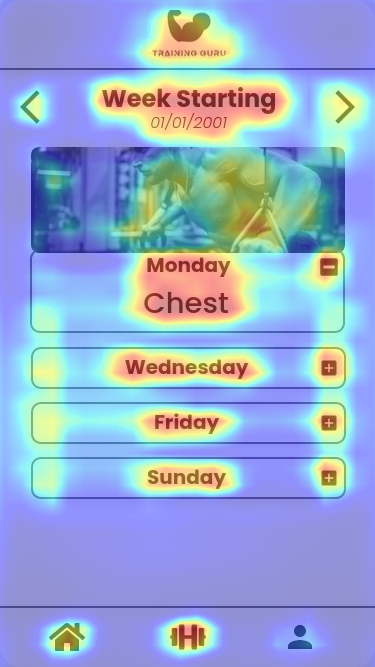 TRAINING GURU
Week Starting
01/01/2001
Monday
Chest
Wednesday
Friday
Sunday